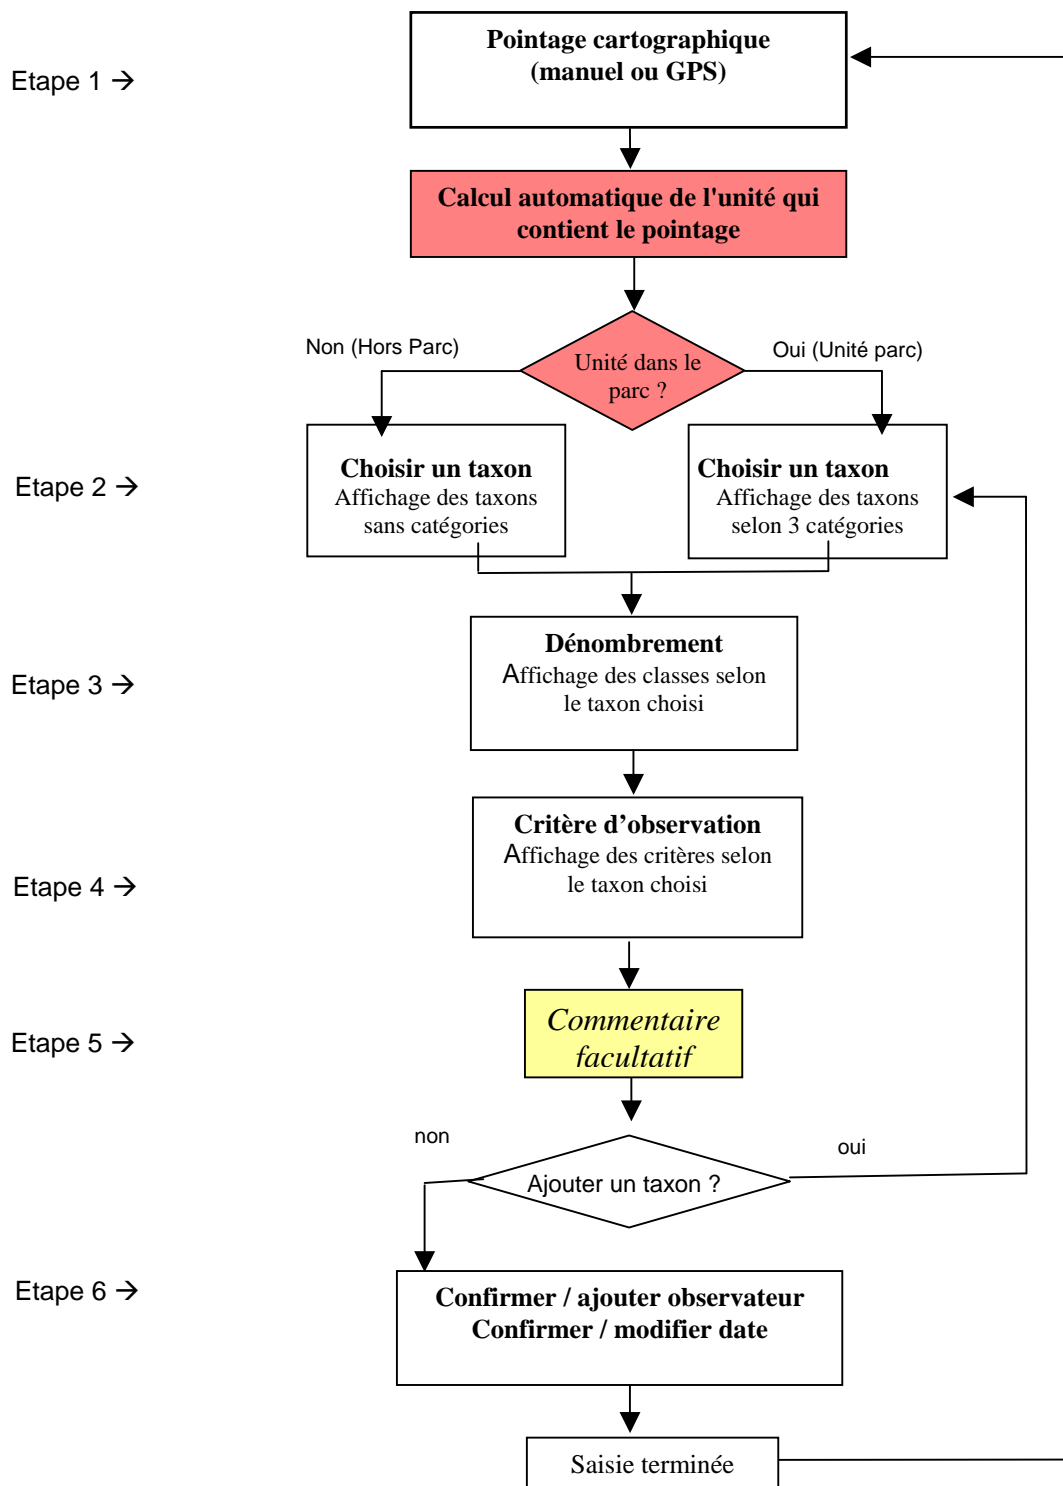 Pointage cartographique
(manuel ou GPS)
Etape 1 →
Calcul automatique de l'unité qui
contient le pointage
Non (Hors Parc)
Oui (Unité parc)
Unité dans le
parc ?
Etape 2 →
Choisir un taxon
Affichage des taxons
sans catégories
Choisir un taxon
Affichage des taxons
selon 3 catégories
Etape 3 →
Dénombrement
Affichage des classes selon
le taxon choisi
Etape 4 →
Critère d’observation
Affichage des critères selon
le taxon choisi
Etape 5 →
Commentaire
facultatif
non
oui
Ajouter un taxon ?
Etape 6 →
Confirmer / ajouter observateur
Confirmer / modifier date
Saisie terminée